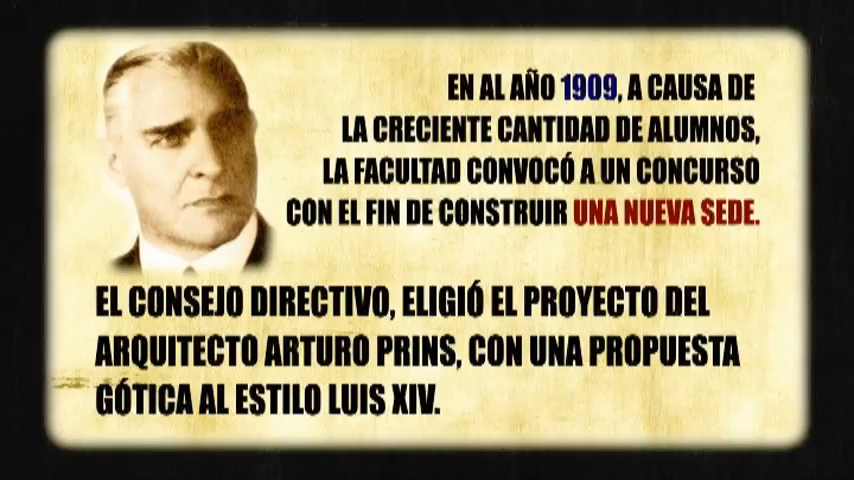 EN AL AÑO 1909, A CAUSA DE
LA CRECIENTE CANTIDAD DE ALUMNOS,
LA FACULTAD CONVOCÓ A UN CONCURSO
CON EL FIN DE CONSTRUIR UNA NUEVA SEDE.
EL CONSEJO DIRECTIVO, ELIGIÓ EL PROYECTO DEL
ARQUITECTO ARTURO PRINS, CON UNA PROPUESTA
GÓTICA AL ESTILO LUIS XIV.